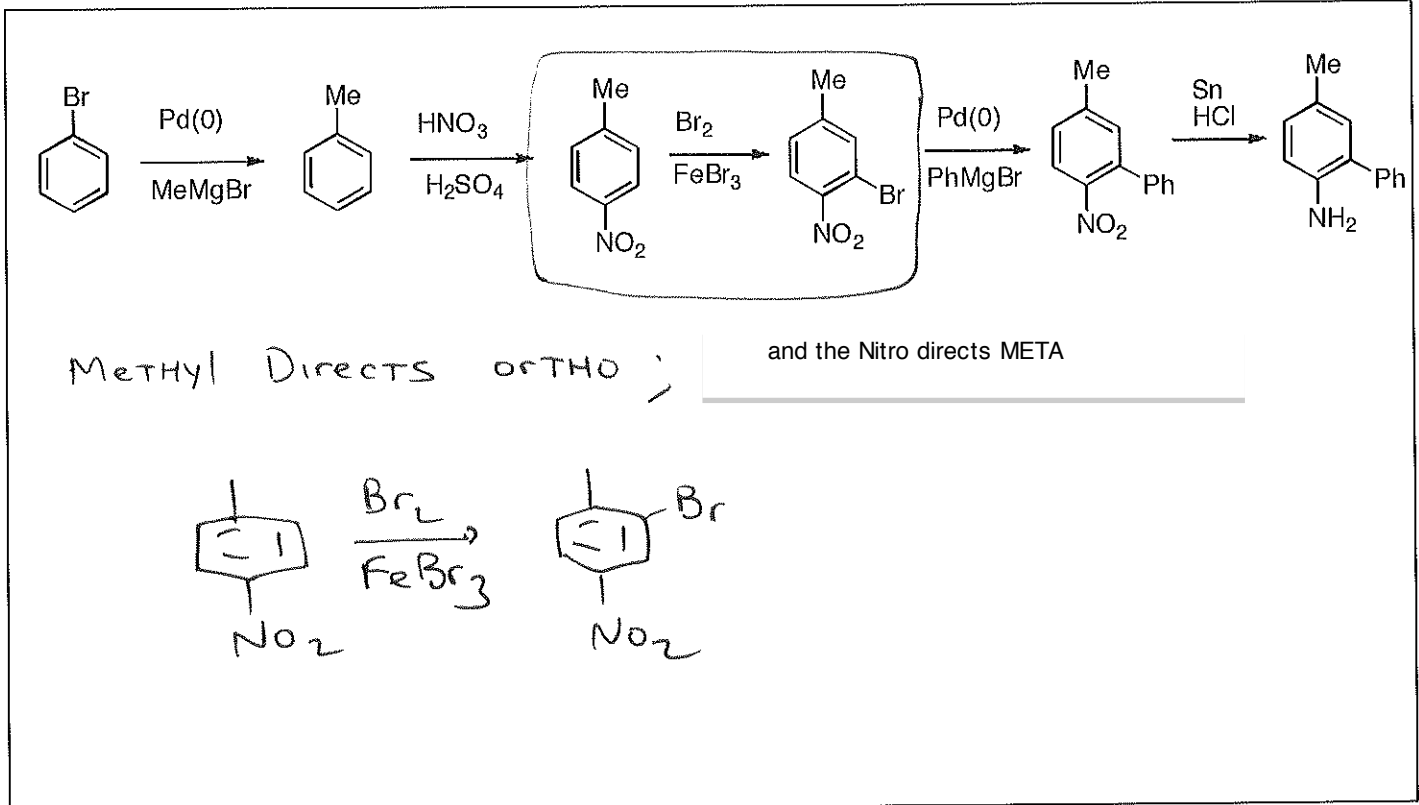 Br
Pd(0)
MeMgBr
Me
HNO3
H2SO4
Me
NO2
Br2
FeBr3
Me
Br
NO2
Pd(0)
PhMgBr
Me
Ph
NO2
Sn
HCl
Me
Ph
NH2
MeTHyl DirecTs orTHO ; and the Nitro directs META
Br2
FeBr3
NO2
Br
NO2